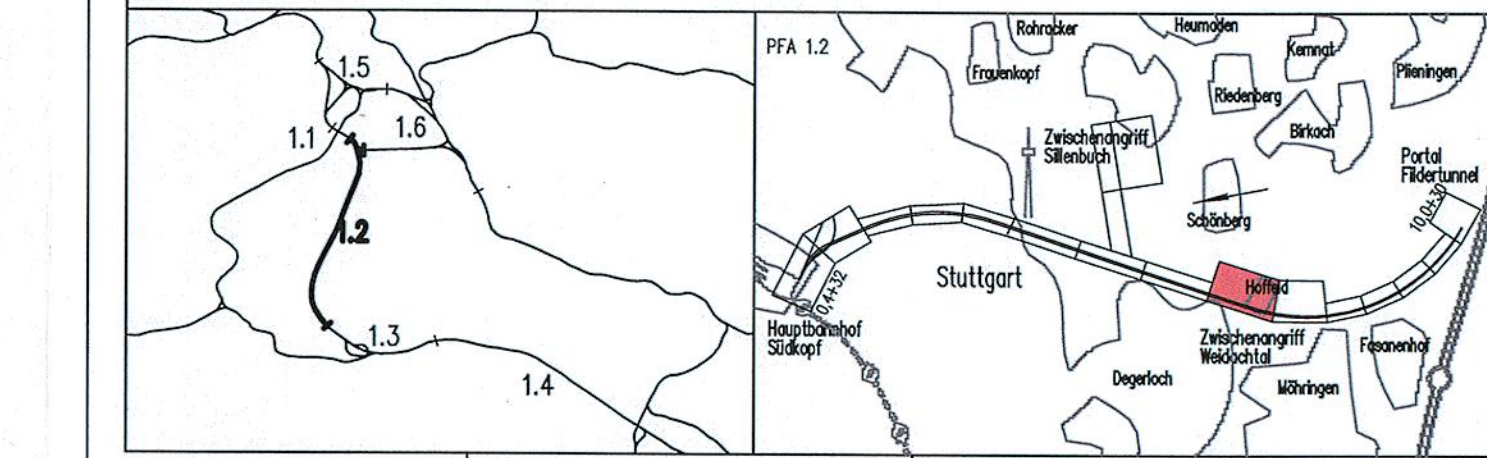 1.5
1.1
1.6
1.2
1.3
1.4
PFA 1.2
Rohracker
Heumaden
Frauenkopf
Kemnat
Plieningen
Riedenberg
Birkach
Zwischenangriff
Sillenbuch
Portal
Fildertunnel
10,0+30
Schönberg
Stuttgart
Hoffeld
0,4+32
Hauptbahnhof
Südkopf
Zwischenangriff
Weidachtal
Fasanenhof
Degerloch
Möhringen